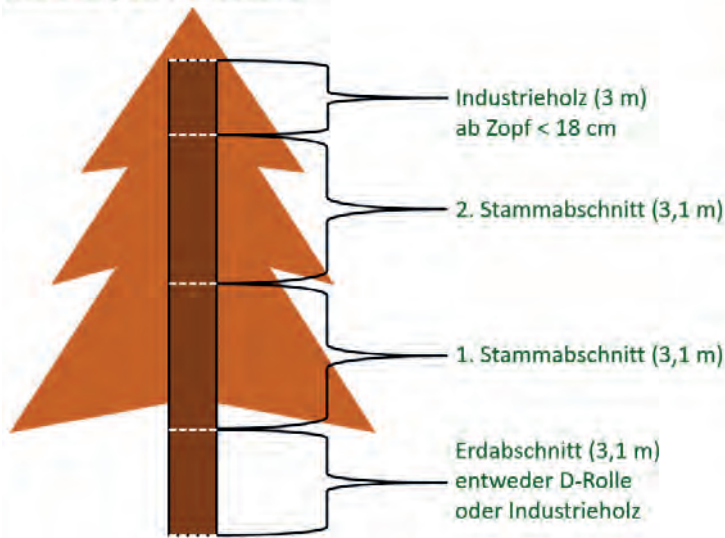 Industrieholz (3 m)
ab Zopf < 18 cm
2. Stammabschnitt (3,1 m)
1. Stammabschnitt (3,1 m)
Erdabschnitt (3,1 m)
entweder D-Rolle
oder Industrieholz